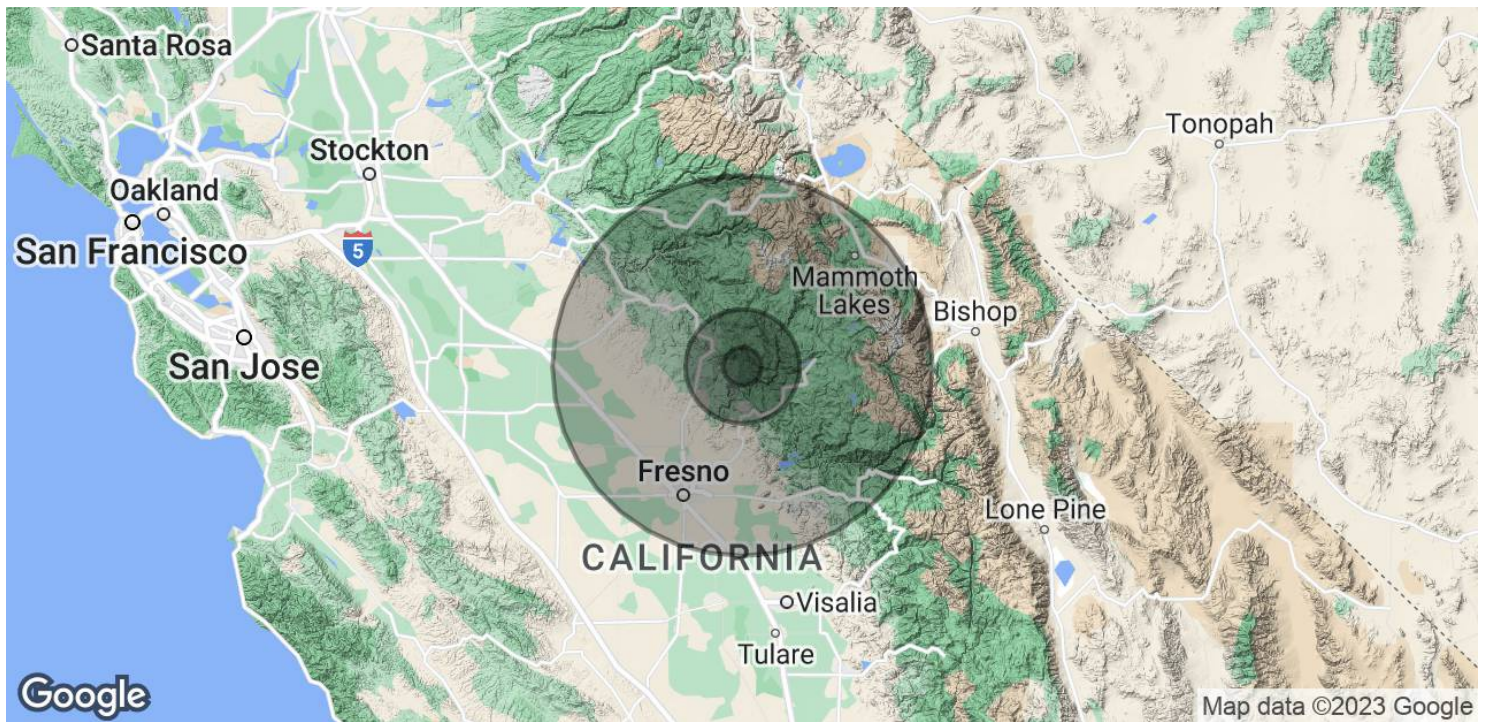 Santa Rosa
Tonopah
Stockton
Oakland
San Francisco
5
Mammoth
Lakes
Bishop
San Jose
Fresno
Lone Pine
CALIFORNIA
Visalia
Tulare
Google
Map data ©2023 Google